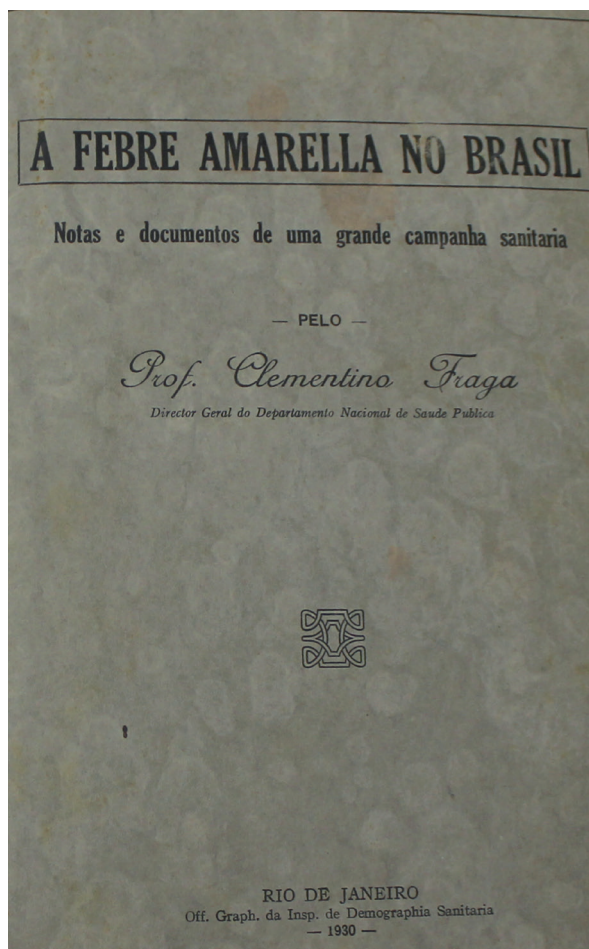 A FEBRE AMARELLA NO BRASIL
Notas e documentos de uma grande campanha sanitaria
— PELO —
Prof. Clementino Fraga
Director Geral do Departamento Nacional de Saude Publica
RIO DE JANEIRO
Off. Graph. da Insp. de Demographia Sanitaria
— 1930 —